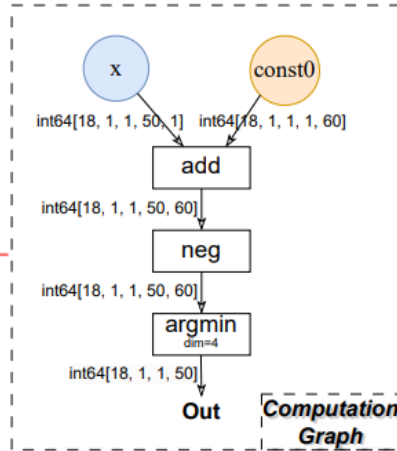 x
const0
int64[18, 1, 1, 50, 1]
int64[18, 1, 1, 1, 60]
add
int64[18, 1, 1, 50, 60]
neg
int64[18, 1, 1, 50, 60]
argmin
dim=4
int64[18, 1, 1, 50]
Out
Computation
Graph